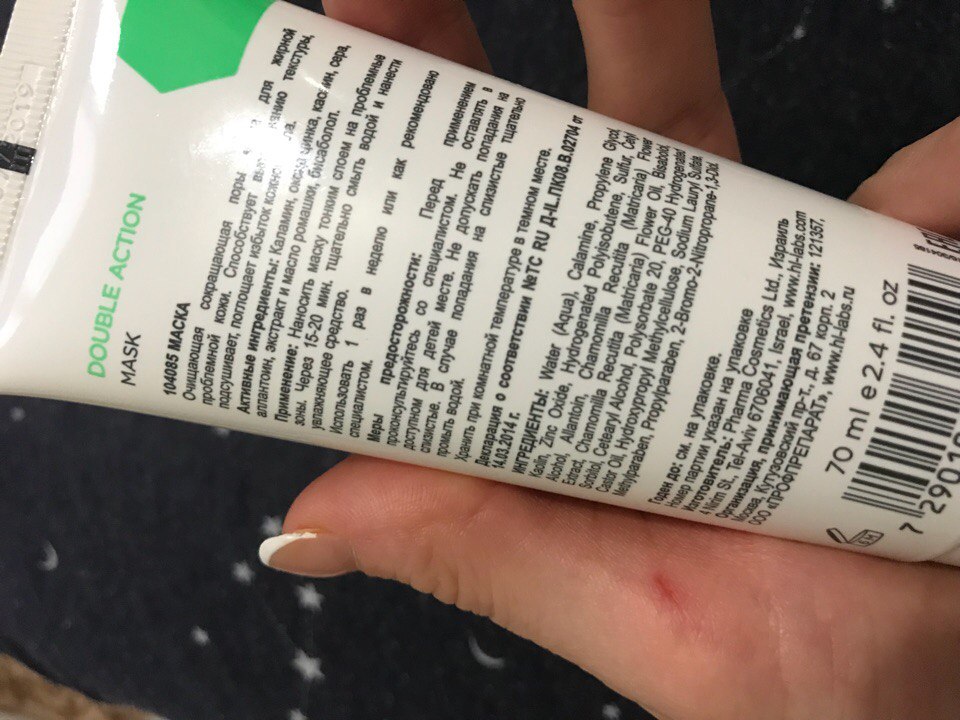 DOUBLE ACTION
MASK
104085 МАСКА
Очищающая сокращающая поры для жирной
проблемной кожи. Способствует текстуры,
подсушивает, поглощает избыток кожн
Активные ингредиенты: Каламин, окс цинка, каолин, сера,
аллантоин, экстракт и масло ромашки, бисаболол.
Применение: Наносить маску тонким слоем на проблемные
зоны. Через 15-20 мин. тщательно смыть водой и нанести
увлажняющее средство.
Использовать 1 раз в неделю или как рекомендовано
специалистом.
Меры предосторожности: Перед применением
проконсультируйтесь со специалистом. Не оставлять в
доступном для детей месте. Не допускать попадания на
слизистые. В случае попадания на слизистые тщательно
промыть водой.
Хранить при комнатной температуре в темном месте.
Декларация о соответствии №ТС RU Д-IL.ПК08.В.02704 от
14.03.2014 г.
ИНГРЕДИЕНТЫ: Water (Aqua), Calamine, Propylene Glycol,
Kaolin, Zinc Oxide, Hydrogenated Polyisobutene, Sulfur, Cetyl
Alcohol, Allantoin, Chamomilla Recutita (Matricaria) Flower
Extract, Chamomilla Recutita (Matricaria) Flower Oil, Bisabolol,
Sorbitol, Cetearyl Alcohol, Polysorbate 20, PEG-40 Hydrogenated
Castor Oil, Hydroxypropyl Methylcellulose, Sodium Lauryl Sulfate,
Methylparaben, Propylparaben, 2-Bromo-2-Nitropropane-1,3-Diol.
Годен до: см. на упаковке.
Номер партии указан на упаковке
Изготовитель: Pharma Cosmetics Ltd., Израиль
4 Nirim St., Tel-Aviv 6706041, Israel, www.hl-labs.com
Организация, принимающая претензии: 121357,
Москва, Кутузовский пр-т, д. 67 корп. 2
ООО «ПРОФПРЕПАРАТ», www.hl-labs.ru
70 ml e 2.4 fl. oz